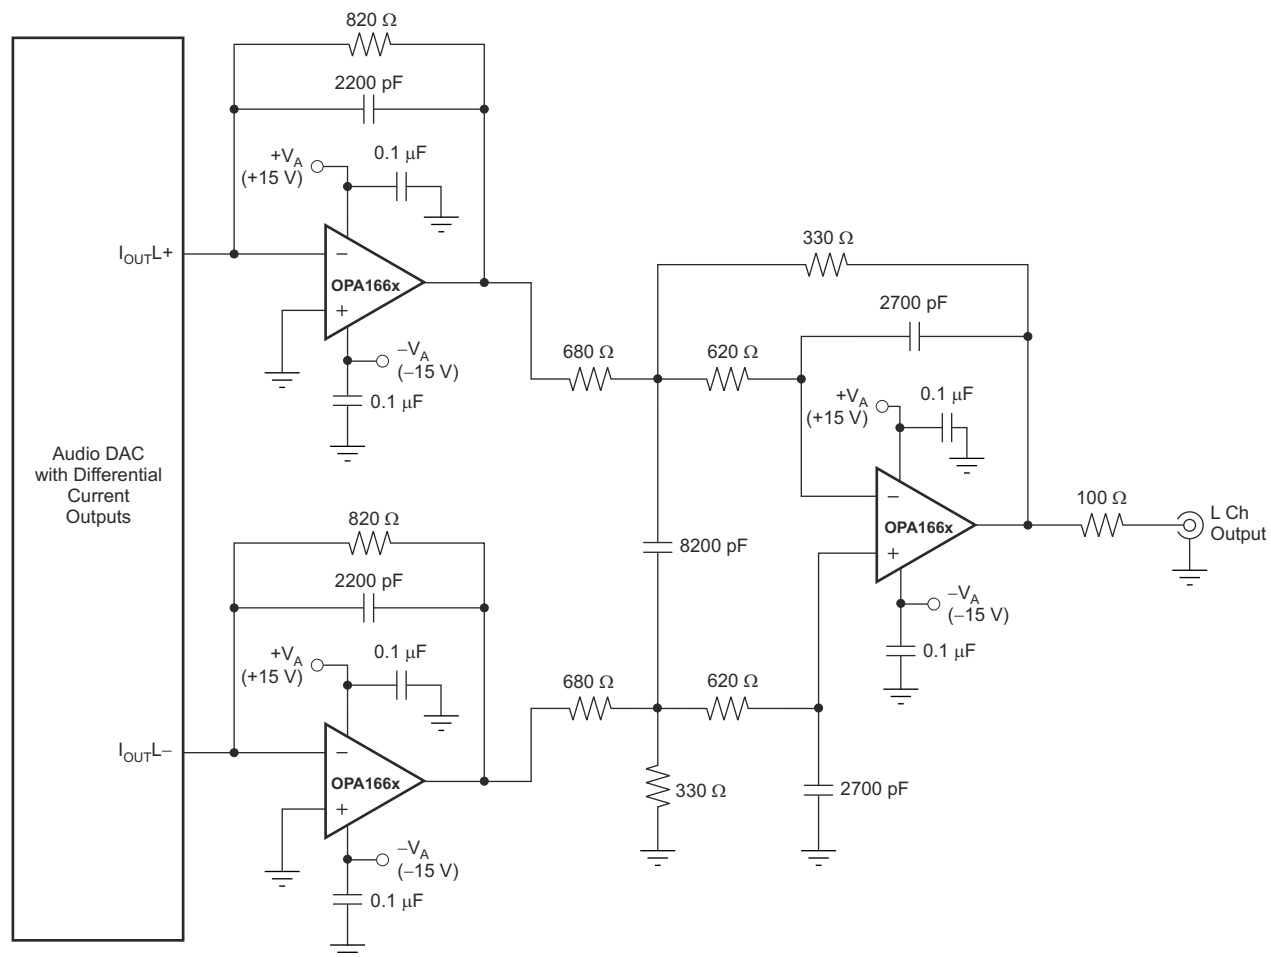 820 Ω
2200 pF
+VA
(+15 V)
0.1 μF
IOUTL+
−
OPA166x
+
−VA
(−15 V)
0.1 μF
330 Ω
2700 pF
680 Ω
620 Ω
+VA
(+15 V)
0.1 μF
Audio DAC
with Differential
Current
Outputs
820 Ω
2200 pF
8200 pF
−
OPA166x
+
100 Ω
L Ch
Output
−VA
(−15 V)
0.1 μF
+VA
(+15 V)
0.1 μF
680 Ω
620 Ω
IOUTL−
−
OPA166x
+
330 Ω
2700 pF
−VA
(−15 V)
0.1 μF